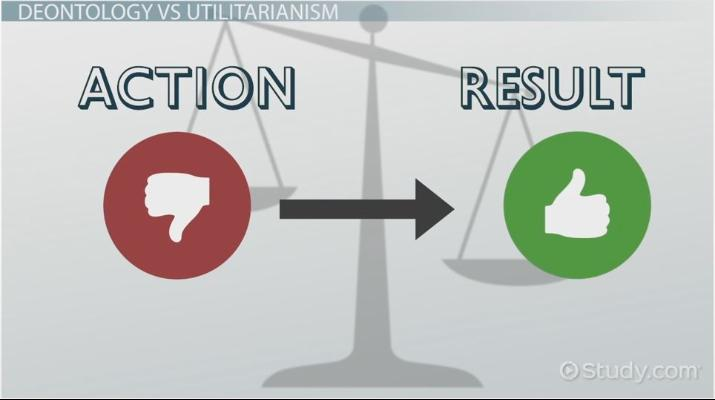 DEONTOLOGY VS UTILITARIANISM
ACTION RESULT
Study.com